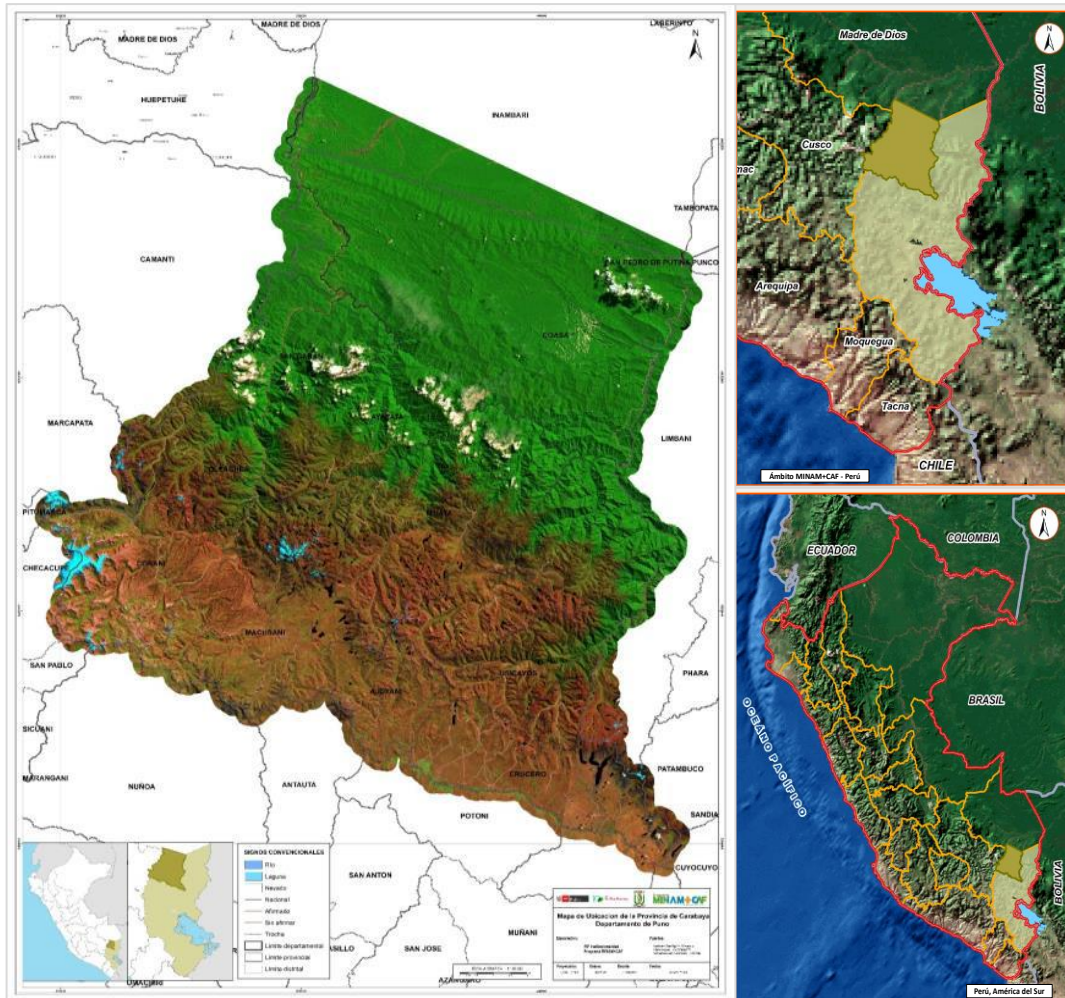 MADRE DE DIOS
LABERINTO
MADRE DE DIOS
N
HUEPETUHE
INAMBARI
TAMBOPATA
SAN PEDRO DE PUTINA PUNCO
CAMANTI
COASA
MARCAPATA
LIMBANI
OLLACHEA
PITUMARCA
CHECACUPE
CORANI
MACUSANI
SAN PABLO
AJOYANI
USICAYOS
PHARA
SICUANI
MARANGANI
NUÑOA
ANTAUTA
CRUCERO
PATAMBUCO
POTONI
SANDIA
CUYOCUYO
SAN ANTON
MUÑANI
SAN JOSE
SIGNOS CONVENCIONALES
Río
Laguna
Nevado
Nacional
Afirmada
Sin afirmar
Trocha
Límite departamental
Límite provincial
Límite distrital
MINAM+CAF
Mapa de Ubicación de la Provincia de Carabaya
Departamento de Puno
Madre de Dios
N
BOLIVIA
Cusco
mac
Arequipa
Moquegua
Tacna
CHILE
Ámbito MINAM+CAF - Perú
N
ECUADOR
COLOMBIA
BRASIL
OCEANO PACÍFICO
BOLIVIA
Perú, América del Sur